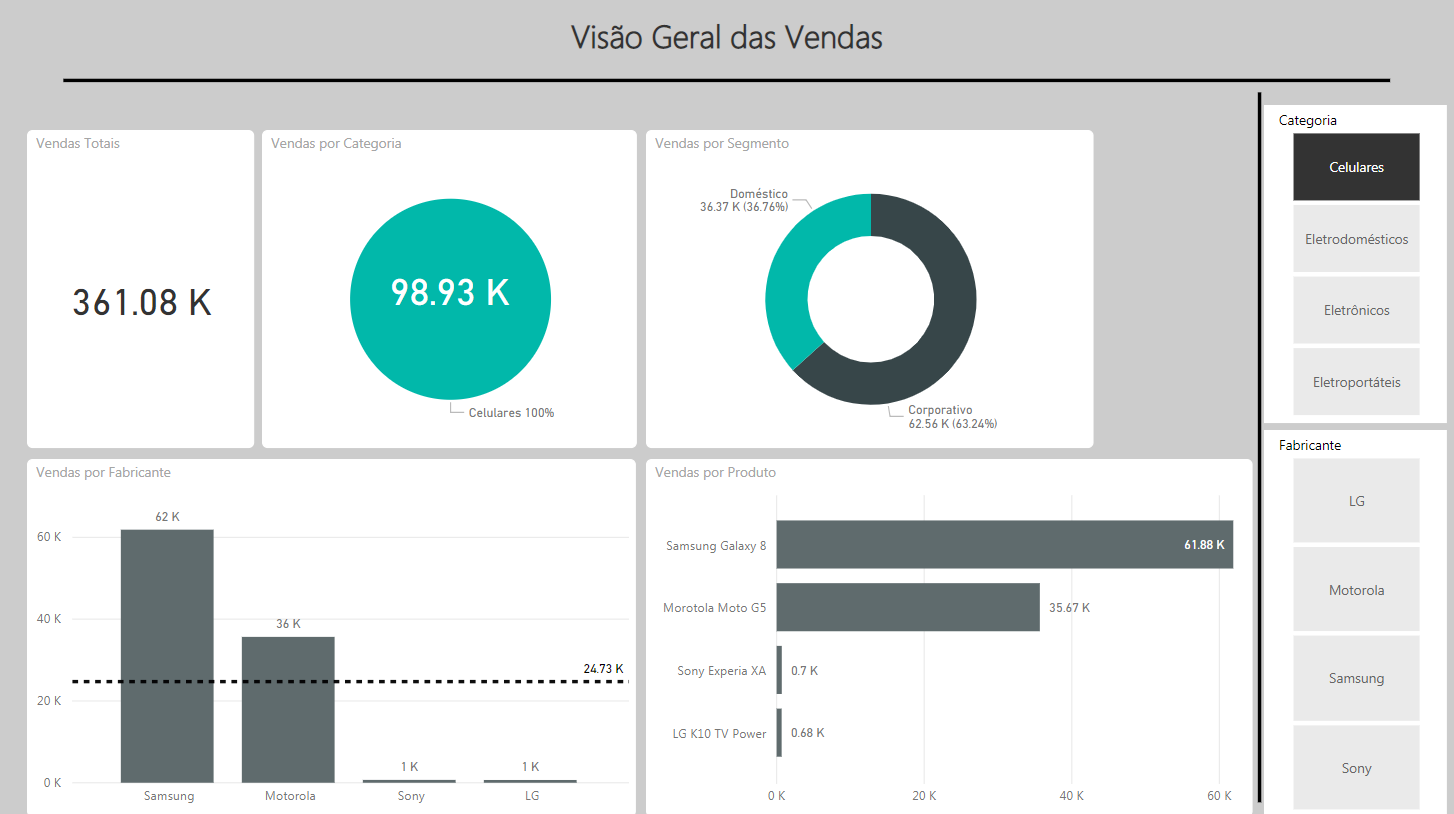 Visão Geral das Vendas
Vendas Totais
361.08 K
Vendas por Categoria
98.93 K
Celulares 100%
Vendas por Segmento
Doméstico
36.37 K (36.76%)
Corporativo
62.56 K (63.24%)
Categoria
Celulares
Eletrodomésticos
Eletrônicos
Eletroportáteis
Fabricante
LG
Motorola
Samsung
Sony
Vendas por Fabricante
60 K
40 K
20 K
0 K
62 K
36 K
1 K
1 K
24.73 K
Samsung
Motorola
Sony
LG
Vendas por Produto
Samsung Galaxy 8
61.88 K
Morotola Moto G5
35.67 K
Sony Experia XA
0.7 K
LG K10 TV Power
0.68 K
0 K
20 K
40 K
60 K